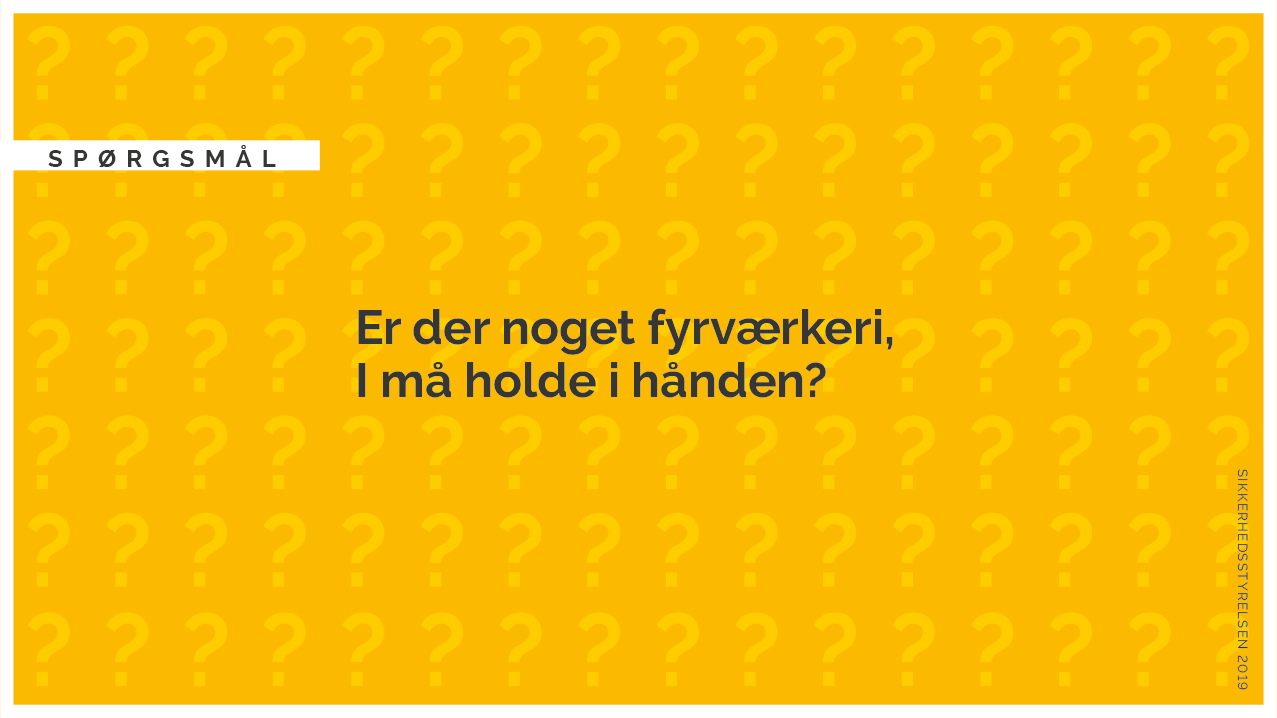 SPØRGSMÅL
Er der noget fyrværkeri,
I må holde i hånden?
SIKKERHEDSSTYRELSEN 2019